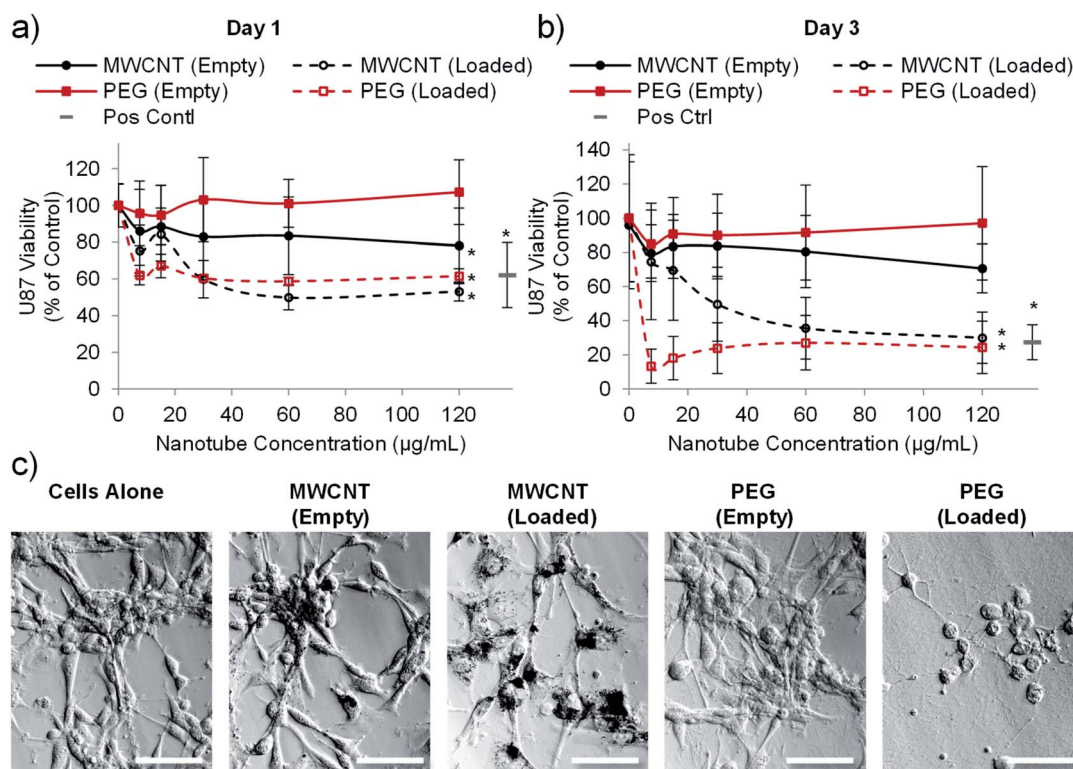 a) Day 1
MWCNT (Empty) MWCNT (Loaded)
PEG (Empty) PEG (Loaded)
Pos Contl
U87 Viability
(% of Control)
120
100
80
60
40
20
0
0 20 40 60 80 100 120
Nanotube Concentration (µg/mL)
*
*
*
*
b) Day 3
MWCNT (Empty) MWCNT (Loaded)
PEG (Empty) PEG (Loaded)
Pos Ctrl
U87 Viability
(% of Control)
140
120
100
80
60
40
20
0
0 20 40 60 80 100 120
Nanotube Concentration (µg/mL)
*
*
*
c)
Cells Alone
MWCNT
(Empty)
MWCNT
(Loaded)
PEG
(Empty)
PEG
(Loaded)